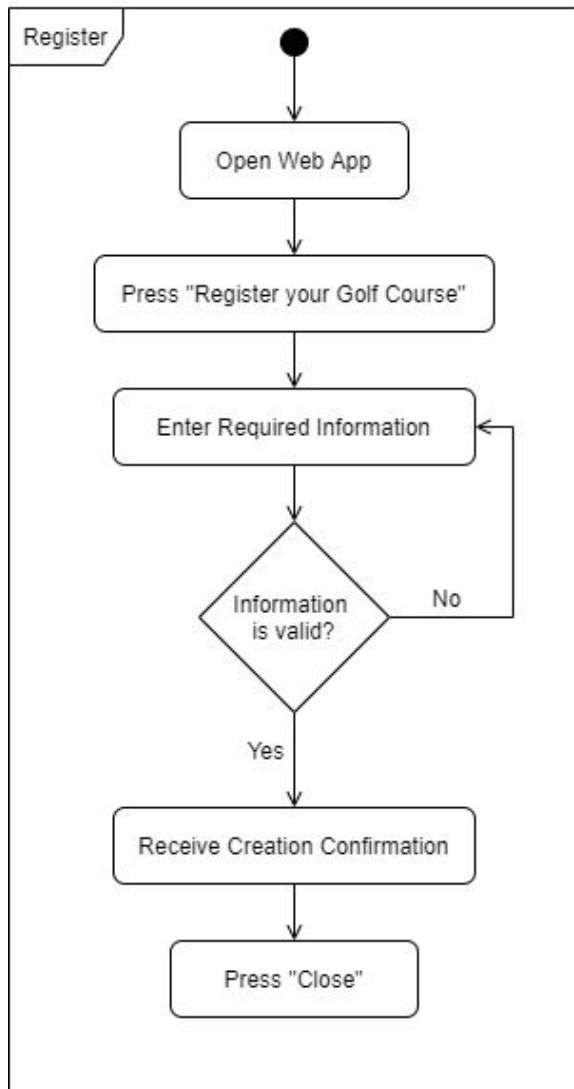 Register
Open Web App
Press "Register your Golf Course"
Enter Required Information
Information
is valid?
No
Yes
Receive Creation Confirmation
Press "Close"